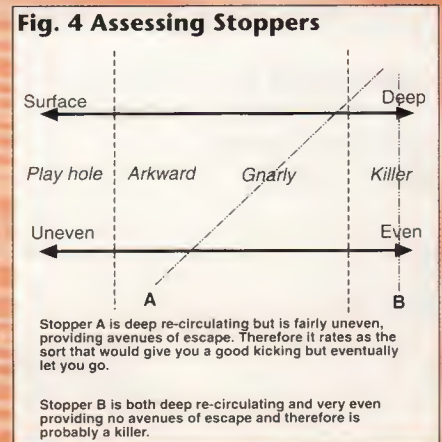 Fig. 4 Assessing Stoppers
Surface Deep
Play hole Arkward Gnarly Killer
Uneven Even
A B
Stopper A is deep re-circulating but is fairly uneven,
providing avenues of escape. Therefore it rates as the
sort that would give you a good kicking but eventually
let you go.
Stopper B is both deep re-circulating and very even
providing no avenues of escape and therefore is
probably a killer.